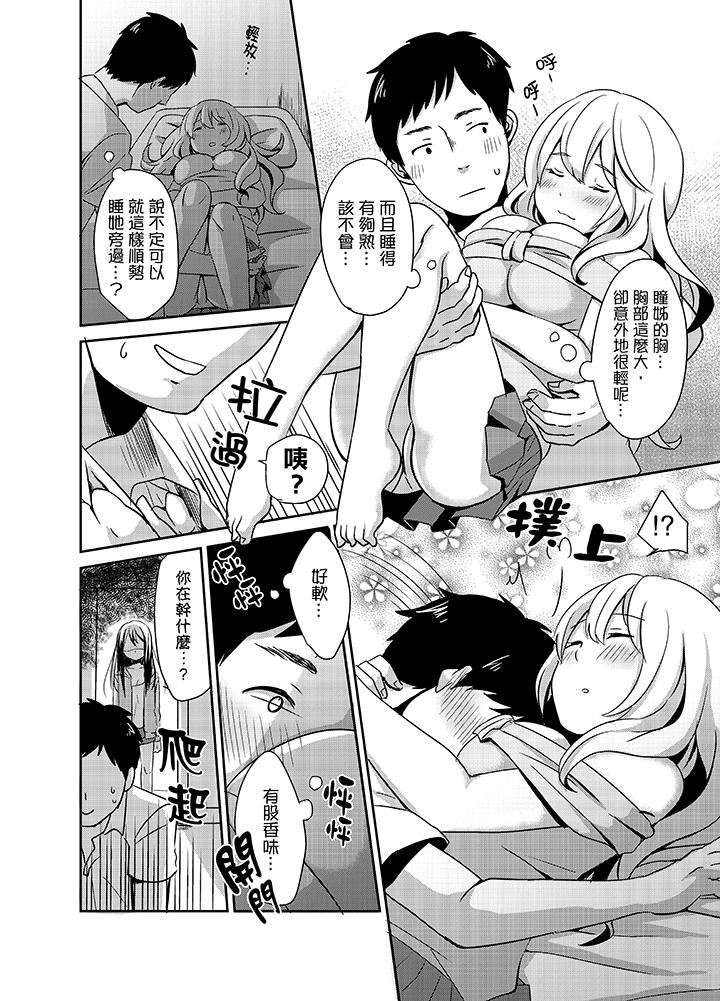 呼~
呼~
瞳姊的胸…
胸部這麼大，
卻意外地很輕呢…
而且睡得
有夠熟…
該不會…
輕放…
說不定可以
就這樣順勢
睡她旁邊…？
拉過
咦？
!?
撲上
好軟…
怦怦
有股香味…
怦怦
開門
你在幹什麼…？
爬起